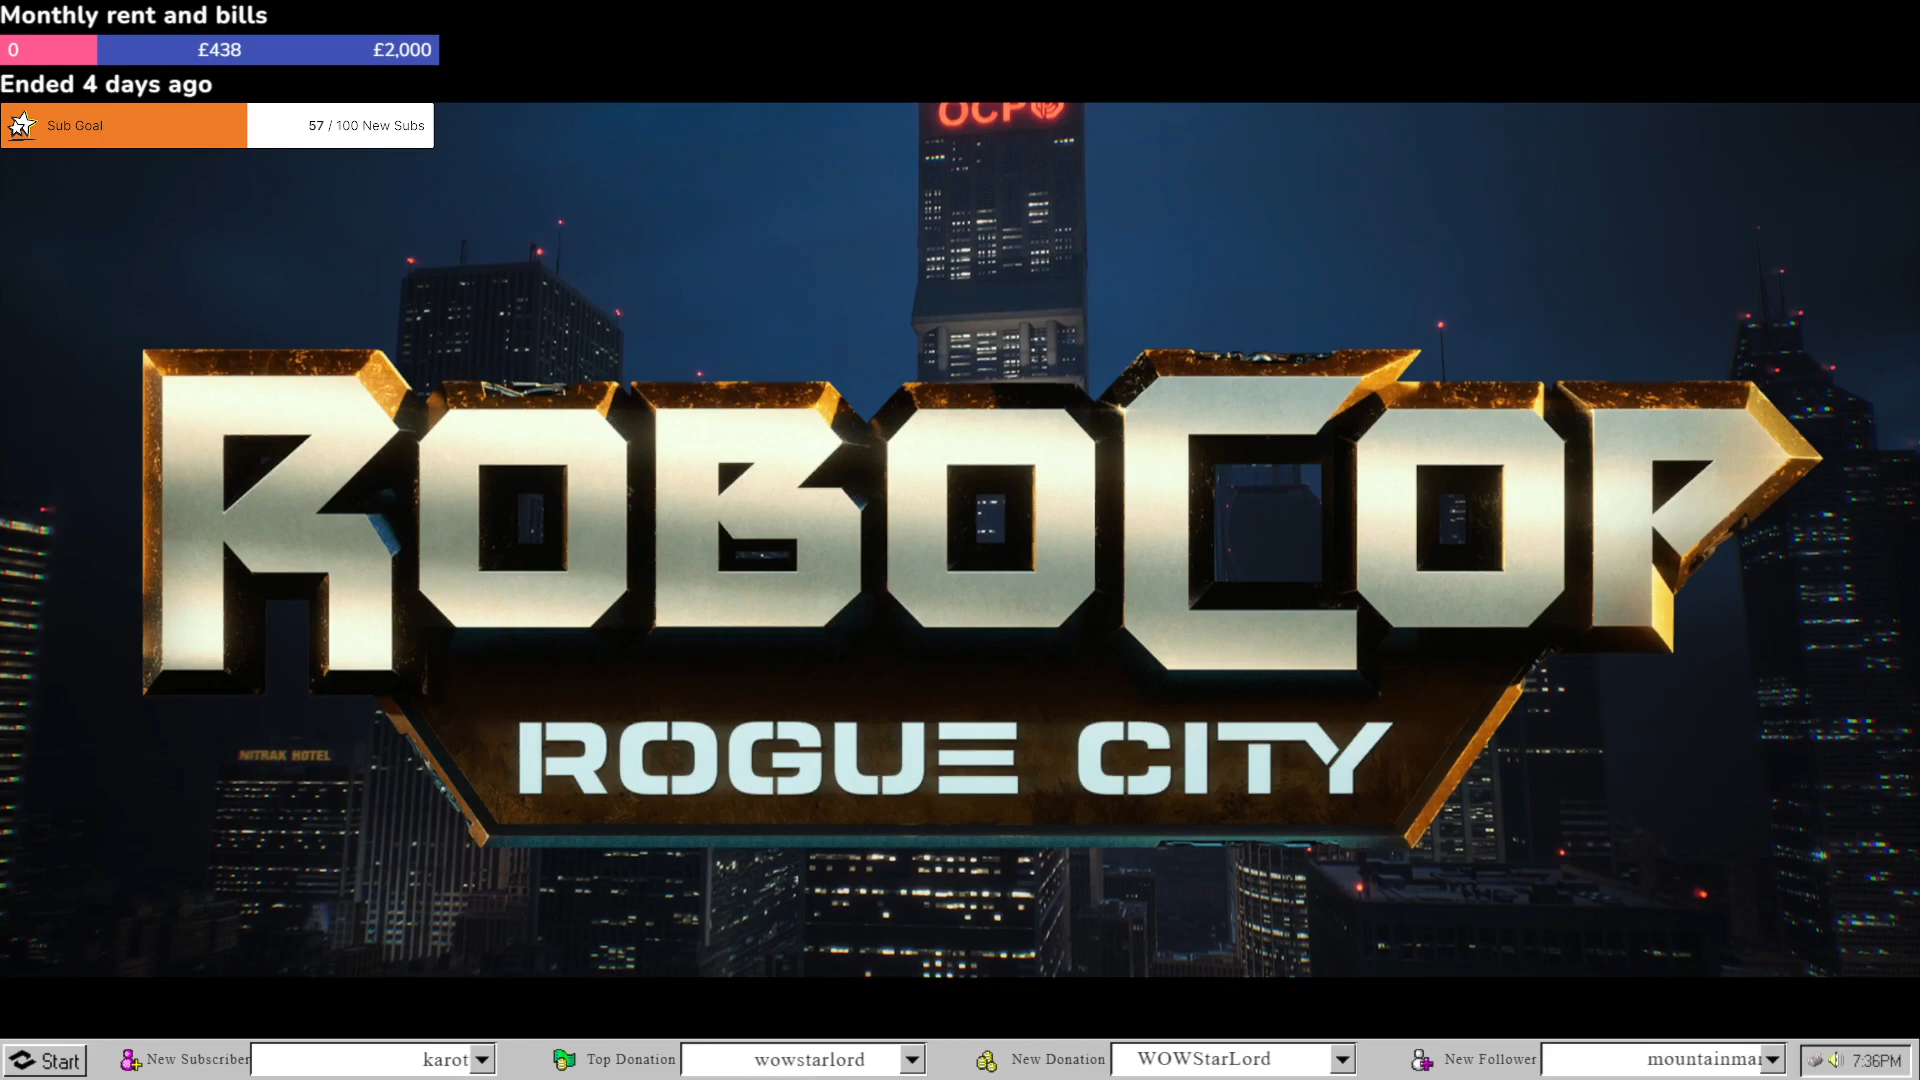 Monthly rent and bills
0 £438 £2,000
Ended 4 days ago
Sub Goal 57 / 100 New Subs
OCP
ROBOCOP
ROGUE CITY
NITRAK HOTEL
Start New Subscriber karot Top Donation wowstarlord New Donation WOWStarLord New Follower mountainma 7:36PM